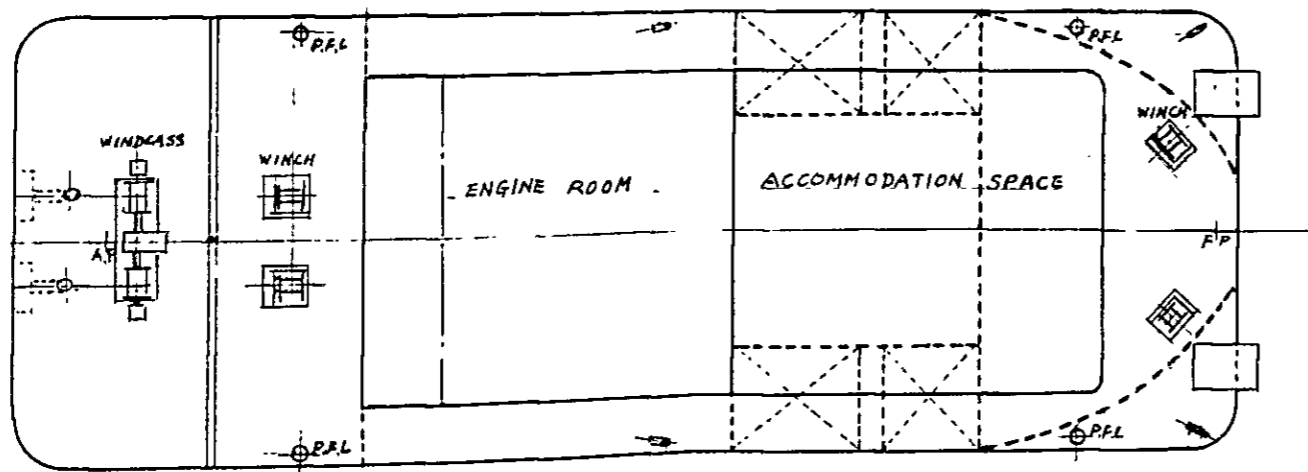 P.F.L
P.F.L
WINCH
WINDLASS
WINCH
ENGINE ROOM
ACCOMMODATION SPACE
A.P
F P
P.F.L
P.F.L